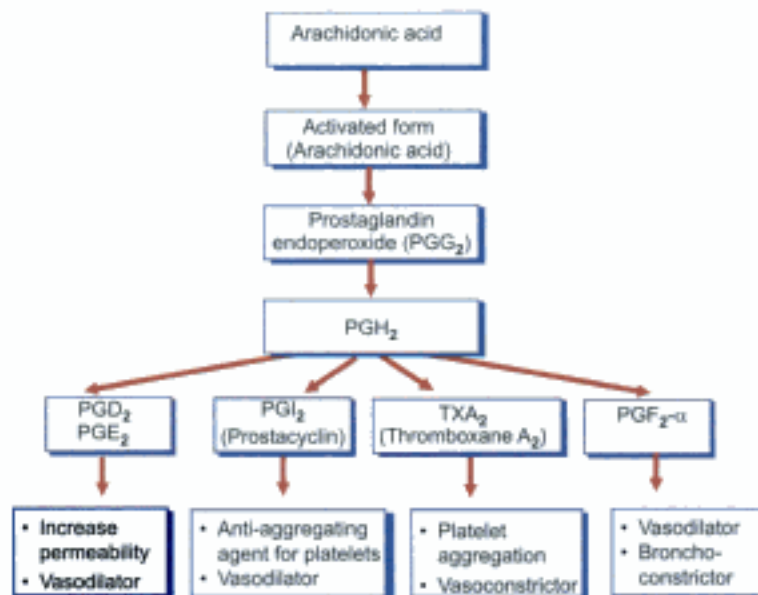 Arachidonic acid
Activated form
(Arachidonic acid)
Prostaglandin
endoperoxide (PGG₂)
PGH₂
PGD₂
PGE₂
PGI₂
(Prostacyclin)
TXA₂
(Thromboxane A₂)
PGF₂-α
• Increase
permeability
• Vasodilator
• Anti-aggregating
agent for platelets
• Vasodilator
• Platelet
aggregation
• Vasoconstrictor
• Vasodilator
• Broncho-
constrictor